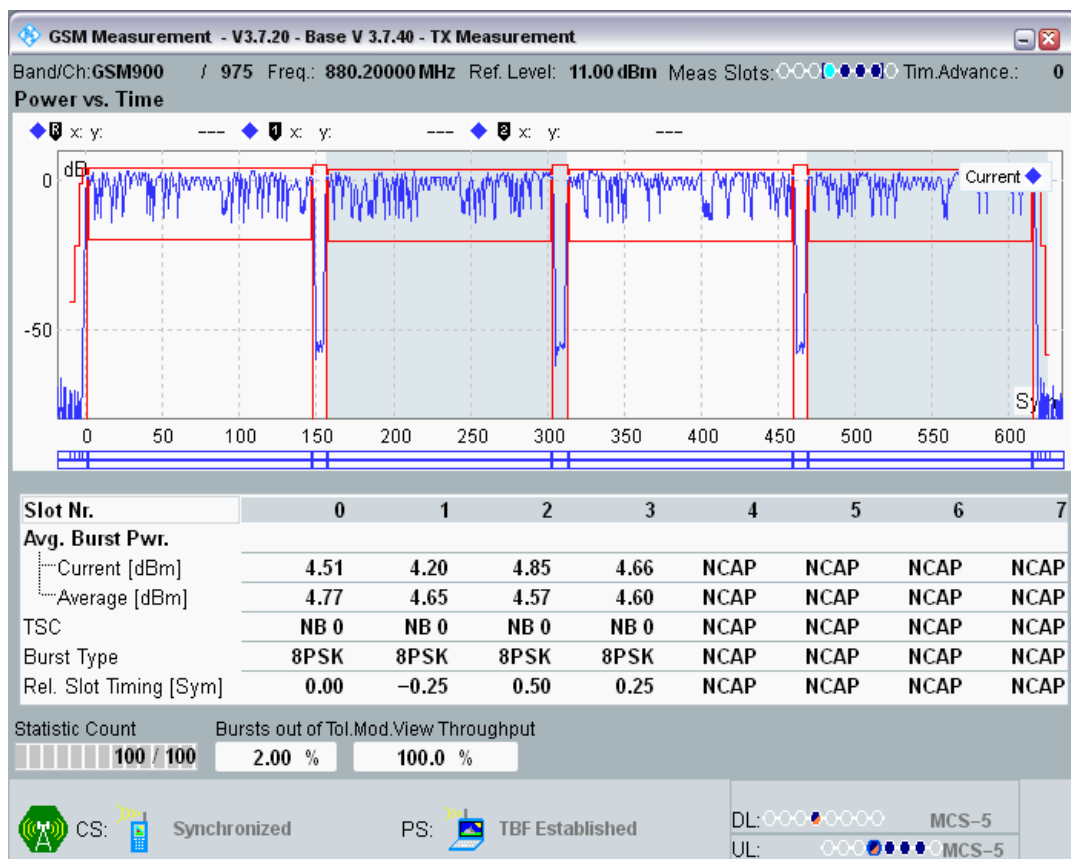 GSM Measurement - V3.7.20 - Base V 3.7.40 - TX Measurement
Band/Ch:GSM900 / 975 Freq.: 880.20000 MHz Ref. Level: 11.00 dBm Meas Slots: Tim.Advance.: 0
Power vs. Time
R x: y: --- 1 x: y: --- 2 x: y: ---
dB
Current
0
-50
0 50 100 150 200 250 300 350 400 450 500 550 600
Slot Nr. 0 1 2 3 4 5 6 7
Avg. Burst Pwr.
Current [dBm] 4.51 4.20 4.85 4.66 NCAP NCAP NCAP NCAP
Average [dBm] 4.77 4.65 4.57 4.60 NCAP NCAP NCAP NCAP
TSC NB 0 NB 0 NB 0 NB 0 NCAP NCAP NCAP NCAP
Burst Type 8PSK 8PSK 8PSK 8PSK NCAP NCAP NCAP NCAP
Rel. Slot Timing [Sym] 0.00 −0.25 0.50 0.25 NCAP NCAP NCAP NCAP
Statistic Count Bursts out of Tol.Mod.View Throughput
100 / 100 2.00 % 100.0 %
CS: Synchronized PS: TBF Established
DL: MCS−5
UL: MCS−5